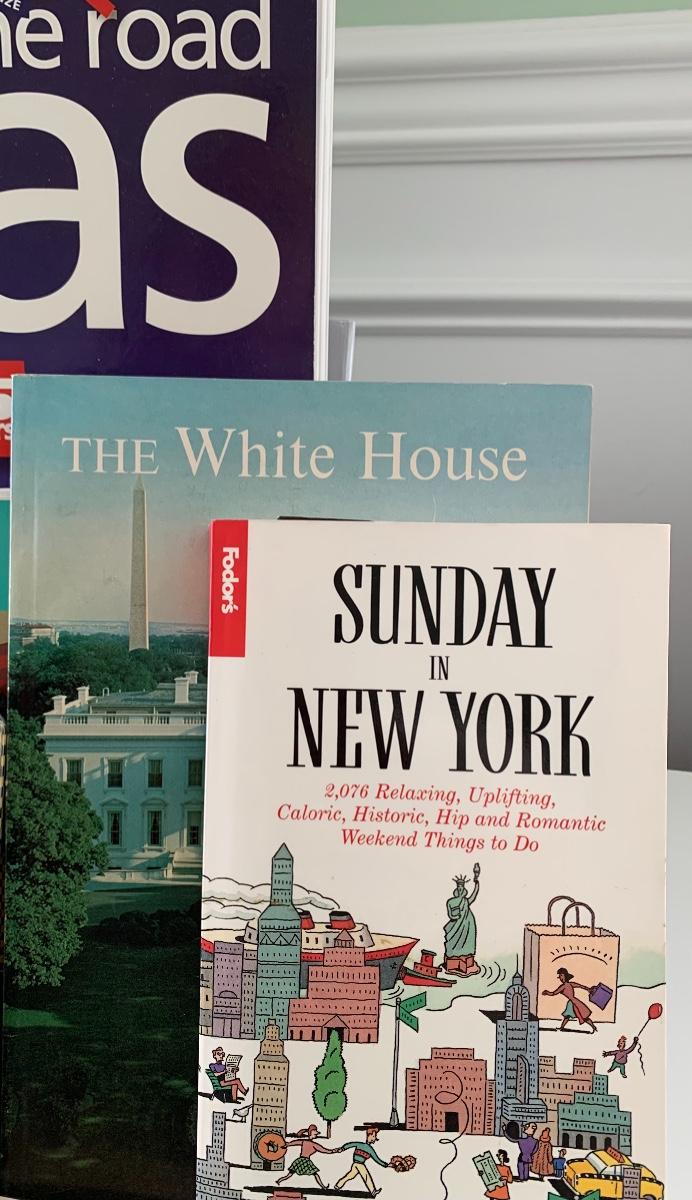 road
as
THE White House
Fodor's
SUNDAY
IN
NEW YORK
2,076 Relaxing, Uplifting,
Caloric, Historic, Hip and Romantic
Weekend Things to Do